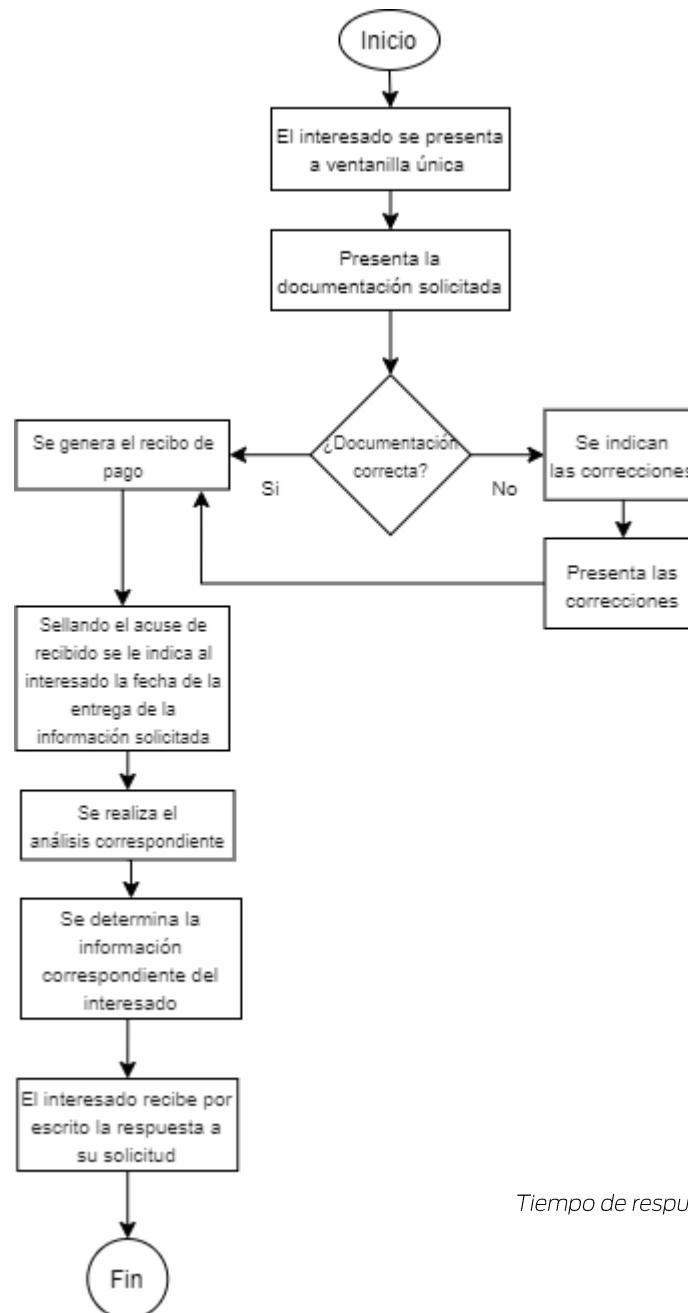 Inicio
El interesado se presenta
a ventanilla única
Presenta la
documentación solicitada
¿Documentación
correcta?
Si
No
Se genera el recibo de
pago
Se indican
las correcciones
Presenta las
correcciones
Sellando el acuse de
recibido se le indica al
interesado la fecha de la
entrega de la
información solicitada
Se realiza el
análisis correspondiente
Se determina la
información
correspondiente del
interesado
El interesado recibe por
escrito la respuesta a
su solicitud
Tiempo de respu
Fin